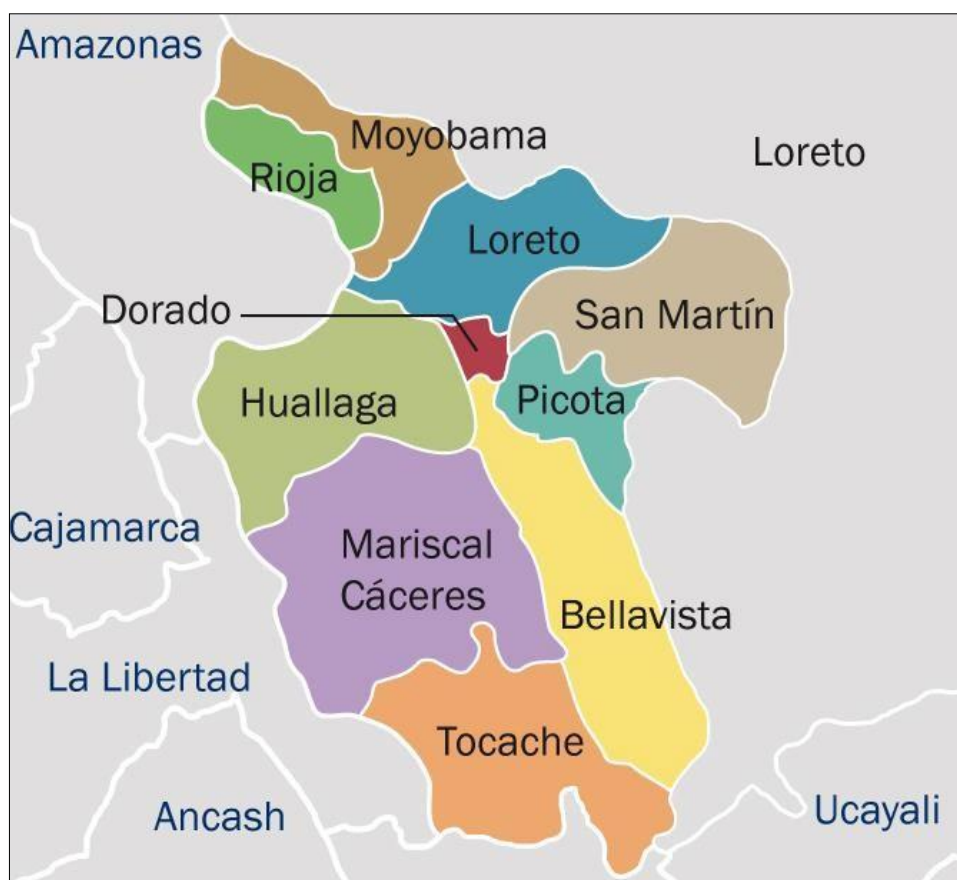 Amazonas
Moyobama
Loreto
Rioja
Loreto
Dorado
San Martín
Huallaga
Picota
Cajamarca
Mariscal
Cáceres
Bellavista
La Libertad
Tocache
Ancash
Ucayali